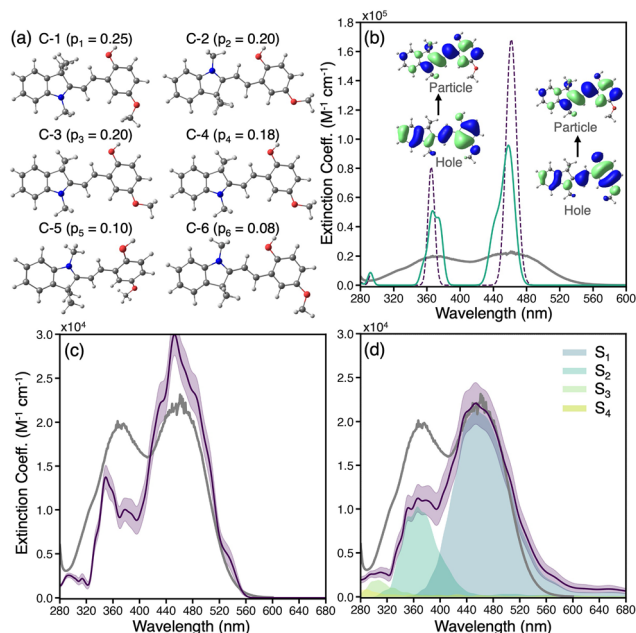 (a)
C-1 (p₁ = 0.25)
C-2 (p₂ = 0.20)
C-3 (p₃ = 0.20)
C-4 (p₄ = 0.18)
C-5 (p₅ = 0.10)
C-6 (p₆ = 0.08)
(b)
x10⁵
1.8
1.6
1.4
1.2
1.0
0.8
0.6
0.4
0.2
0.0
Extinction Coeff. (M⁻¹ cm⁻¹)
Particle
Hole
Particle
Hole
280 320 360 400 440 480 520 560 600
Wavelength (nm)
(c)
x10⁴
3.0
2.5
2.0
1.5
1.0
0.5
0.0
Extinction Coeff. (M⁻¹ cm⁻¹)
280 320 360 400 440 480 520 560 600 640 680
Wavelength (nm)
(d)
x10⁴
3.0
2.5
2.0
1.5
1.0
0.5
0.0
S₁
S₂
S₃
S₄
280 320 360 400 440 480 520 560 600 640 680
Wavelength (nm)